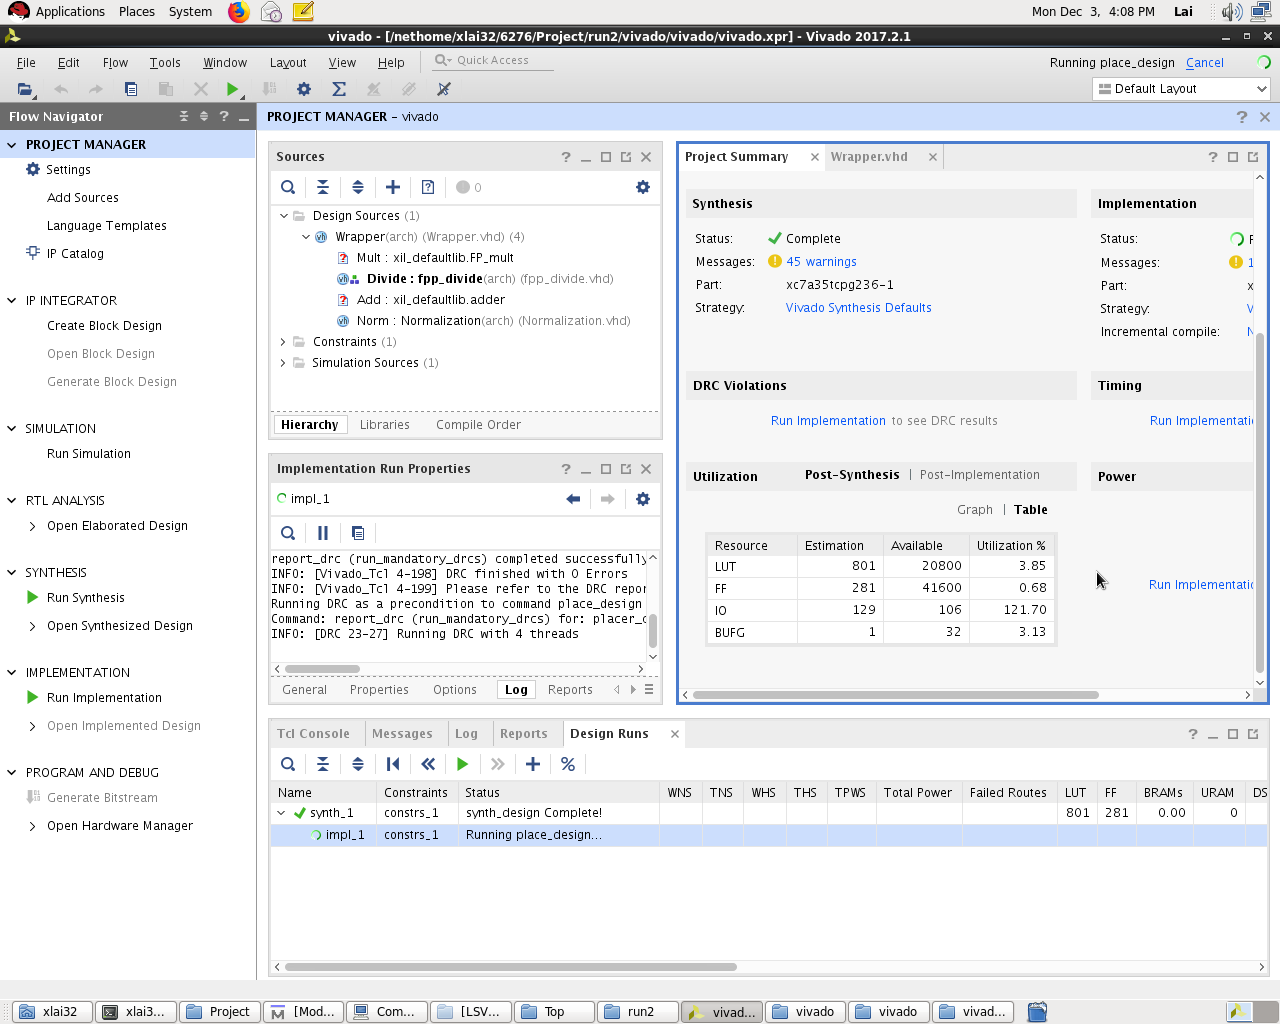 Applications Places System Mon Dec 3, 4:08 PM Lai
vivado - [/nethome/xlai32/6276/Project/run2/vivado/vivado/vivado.xpr] - Vivado 2017.2.1
File Edit Flow Tools Window Layout View Help Quick Access Running place_design Cancel
Default Layout
Flow Navigator
PROJECT MANAGER - vivado
PROJECT MANAGER
Settings
Add Sources
Language Templates
IP Catalog
IP INTEGRATOR
Create Block Design
Open Block Design
Generate Block Design
SIMULATION
Run Simulation
RTL ANALYSIS
Open Elaborated Design
SYNTHESIS
Run Synthesis
Open Synthesized Design
IMPLEMENTATION
Run Implementation
Open Implemented Design
PROGRAM AND DEBUG
Generate Bitstream
Open Hardware Manager
Sources
0
Design Sources (1)
Wrapper(arch) (Wrapper.vhd) (4)
Mult : xil_defaultlib.FP_mult
Divide : fpp_divide(arch) (fpp_divide.vhd)
Add : xil_defaultlib.adder
Norm : Normalization(arch) (Normalization.vhd)
Constraints (1)
Simulation Sources (1)
Hierarchy Libraries Compile Order
Implementation Run Properties
impl_1
report_drc (run_mandatory_drcs) completed successfully
INFO: [Vivado_Tcl 4-198] DRC finished with 0 Errors
INFO: [Vivado_Tcl 4-199] Please refer to the DRC repor
Running DRC as a precondition to command place_design
Command: report_drc (run_mandatory_drcs) for: placer_c
INFO: [DRC 23-27] Running DRC with 4 threads
General Properties Options Log Reports
Project Summary Wrapper.vhd
Synthesis Implementation
Status: Complete Status:
Messages: 45 warnings Messages: 1
Part: xc7a35tcpg236-1 Part: x
Strategy: Vivado Synthesis Defaults Strategy: V
Incremental compile: N
DRC Violations Timing
Run Implementation to see DRC results Run Implementati
Utilization Post-Synthesis | Post-Implementation Power
Graph | Table
Resource Estimation Available Utilization %
LUT 801 20800 3.85
FF 281 41600 0.68
IO 129 106 121.70
BUFG 1 32 3.13
Run Implementati
Tcl Console Messages Log Reports Design Runs
Name Constraints Status WNS TNS WHS THS TPWS Total Power Failed Routes LUT FF BRAMs URAM DS
synth_1 constrs_1 synth_design Complete! 801 281 0.00 0
impl_1 constrs_1 Running place_design...
xlai32 xlai3... Project [Mod... Com... [LSV... Top run2 vivad... vivado vivado vivad...